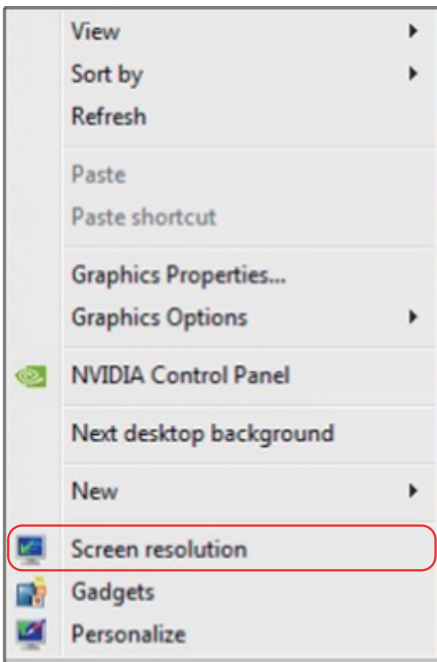 View
Sort by
Refresh
Paste
Paste shortcut
Graphics Properties...
Graphics Options
NVIDIA Control Panel
Next desktop background
New
Screen resolution
Gadgets
Personalize